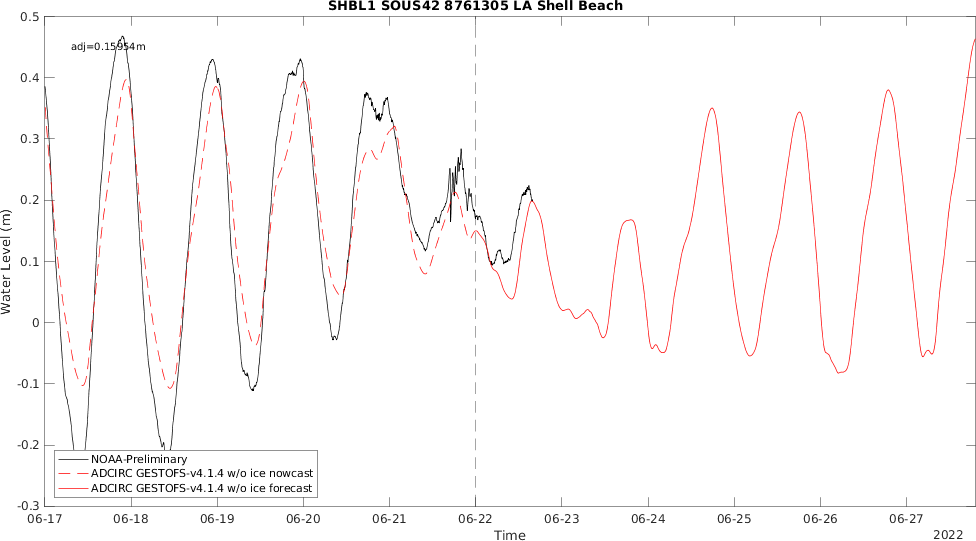 SHBL1 SOUS42 8761305 LA Shell Beach
adj=0.15954m
Water Level (m)
0.5
0.4
0.3
0.2
0.1
0
-0.1
-0.2
-0.3
NOAA-Preliminary
ADCIRC GESTOFS-v4.1.4 w/o ice nowcast
ADCIRC GESTOFS-v4.1.4 w/o ice forecast
06-17 06-18 06-19 06-20 06-21 06-22 06-23 06-24 06-25 06-26 06-27
Time
2022